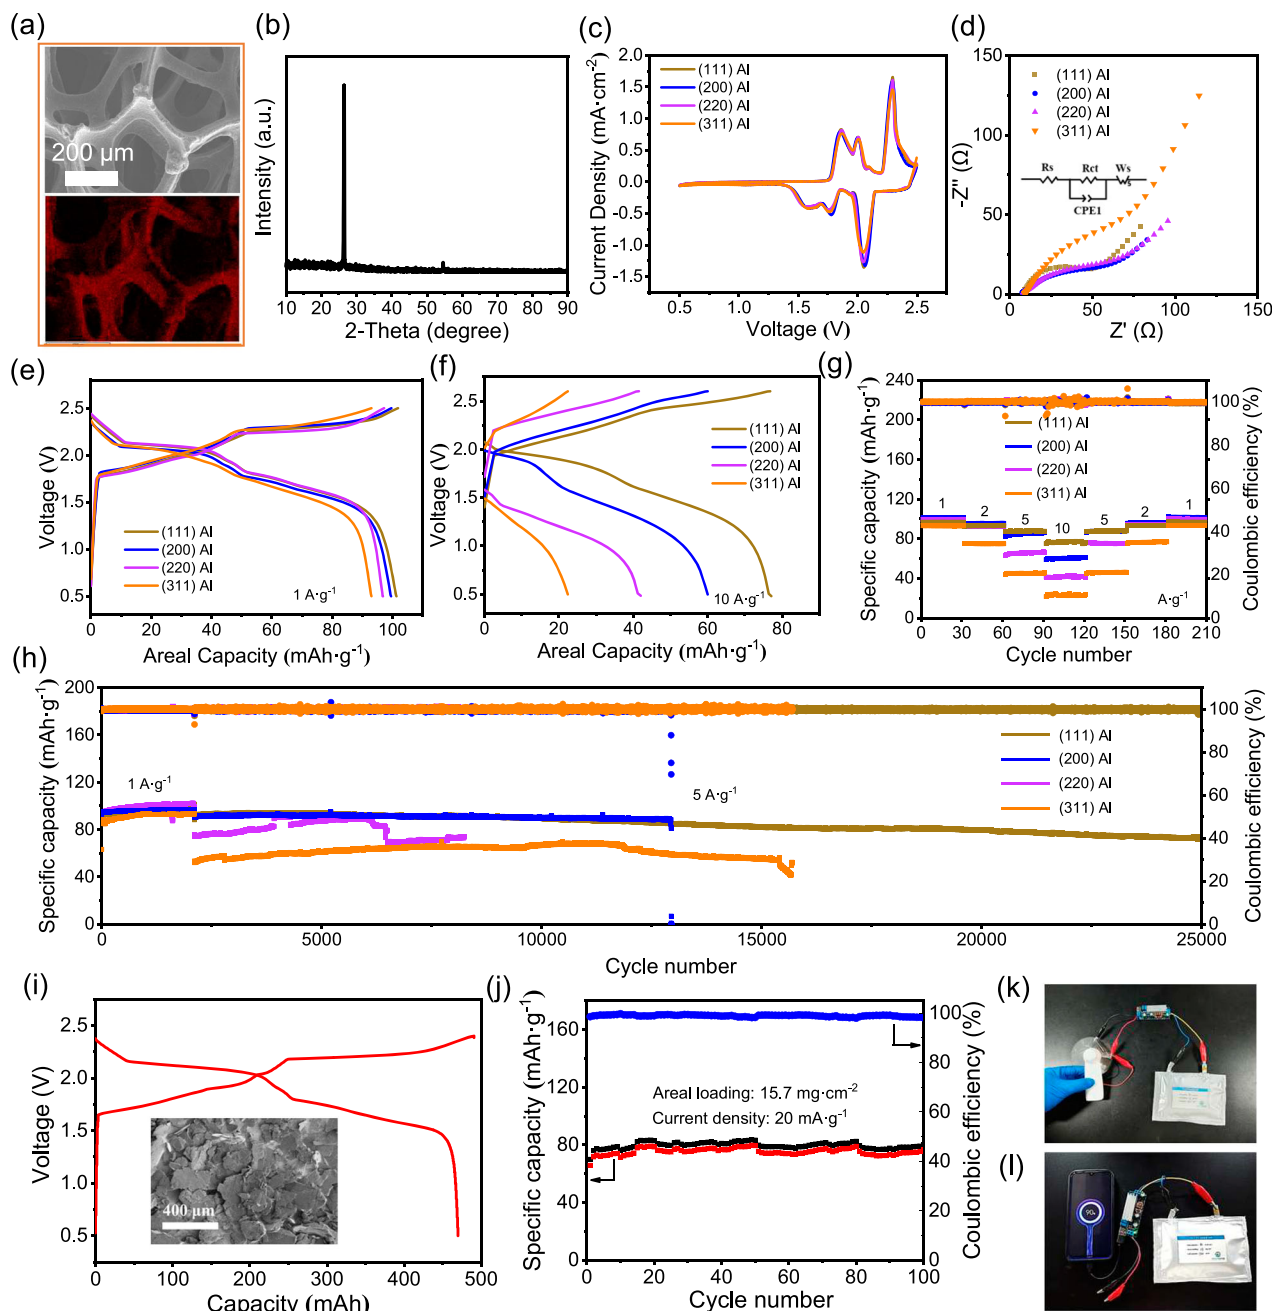 (a)
200 μm
(b)
Intensity (a.u.)
10 20 30 40 50 60 70 80 90
2-Theta (degree)
(c)
Current Density (mA·cm-2)
2.0
1.5
1.0
0.5
0.0
-0.5
-1.0
-1.5
(111) Al
(200) Al
(220) Al
(311) Al
0.5 1.0 1.5 2.0 2.5
Voltage (V)
(d)
-Z'' (Ω)
150
100
50
0
(111) Al
(200) Al
(220) Al
(311) Al
Rs Rct Ws
CPE1
0 50 100 150
Z' (Ω)
(e)
Voltage (V)
2.5
2.0
1.5
1.0
0.5
(111) Al
(200) Al
(220) Al
(311) Al
1 A·g-1
0 20 40 60 80 100
Areal Capacity (mAh·g-1)
(f)
Voltage (V)
2.5
2.0
1.5
1.0
0.5
(111) Al
(200) Al
(220) Al
(311) Al
10 A·g-1
0 20 40 60 80
Areal Capacity (mAh·g-1)
(g)
Specific capacity (mAh·g-1)
240
200
160
120
80
40
0
(111) Al
(200) Al
(220) Al
(311) Al
1 2 5 10 5 2 1
A·g-1
100
80
60
40
20
0
Coulombic efficiency (%)
0 30 60 90 120 150 180 210
Cycle number
(h)
Specific capacity (mAh·g-1)
200
160
120
80
40
0
1 A·g-1
5 A·g-1
(111) Al
(200) Al
(220) Al
(311) Al
100
80
60
40
20
0
Coulombic efficiency (%)
0 5000 10000 15000 20000 25000
Cycle number
(i)
Voltage (V)
2.5
2.0
1.5
1.0
0.5
400 μm
0 100 200 300 400 500
Capacity (mAh)
(j)
Specific capacity (mAh·g-1)
160
120
80
40
0
Areal loading: 15.7 mg·cm-2
Current density: 20 mA·g-1
100
80
60
40
20
0
Coulombic efficiency (%)
0 20 40 60 80 100
Cycle number
(k)
(l)
90